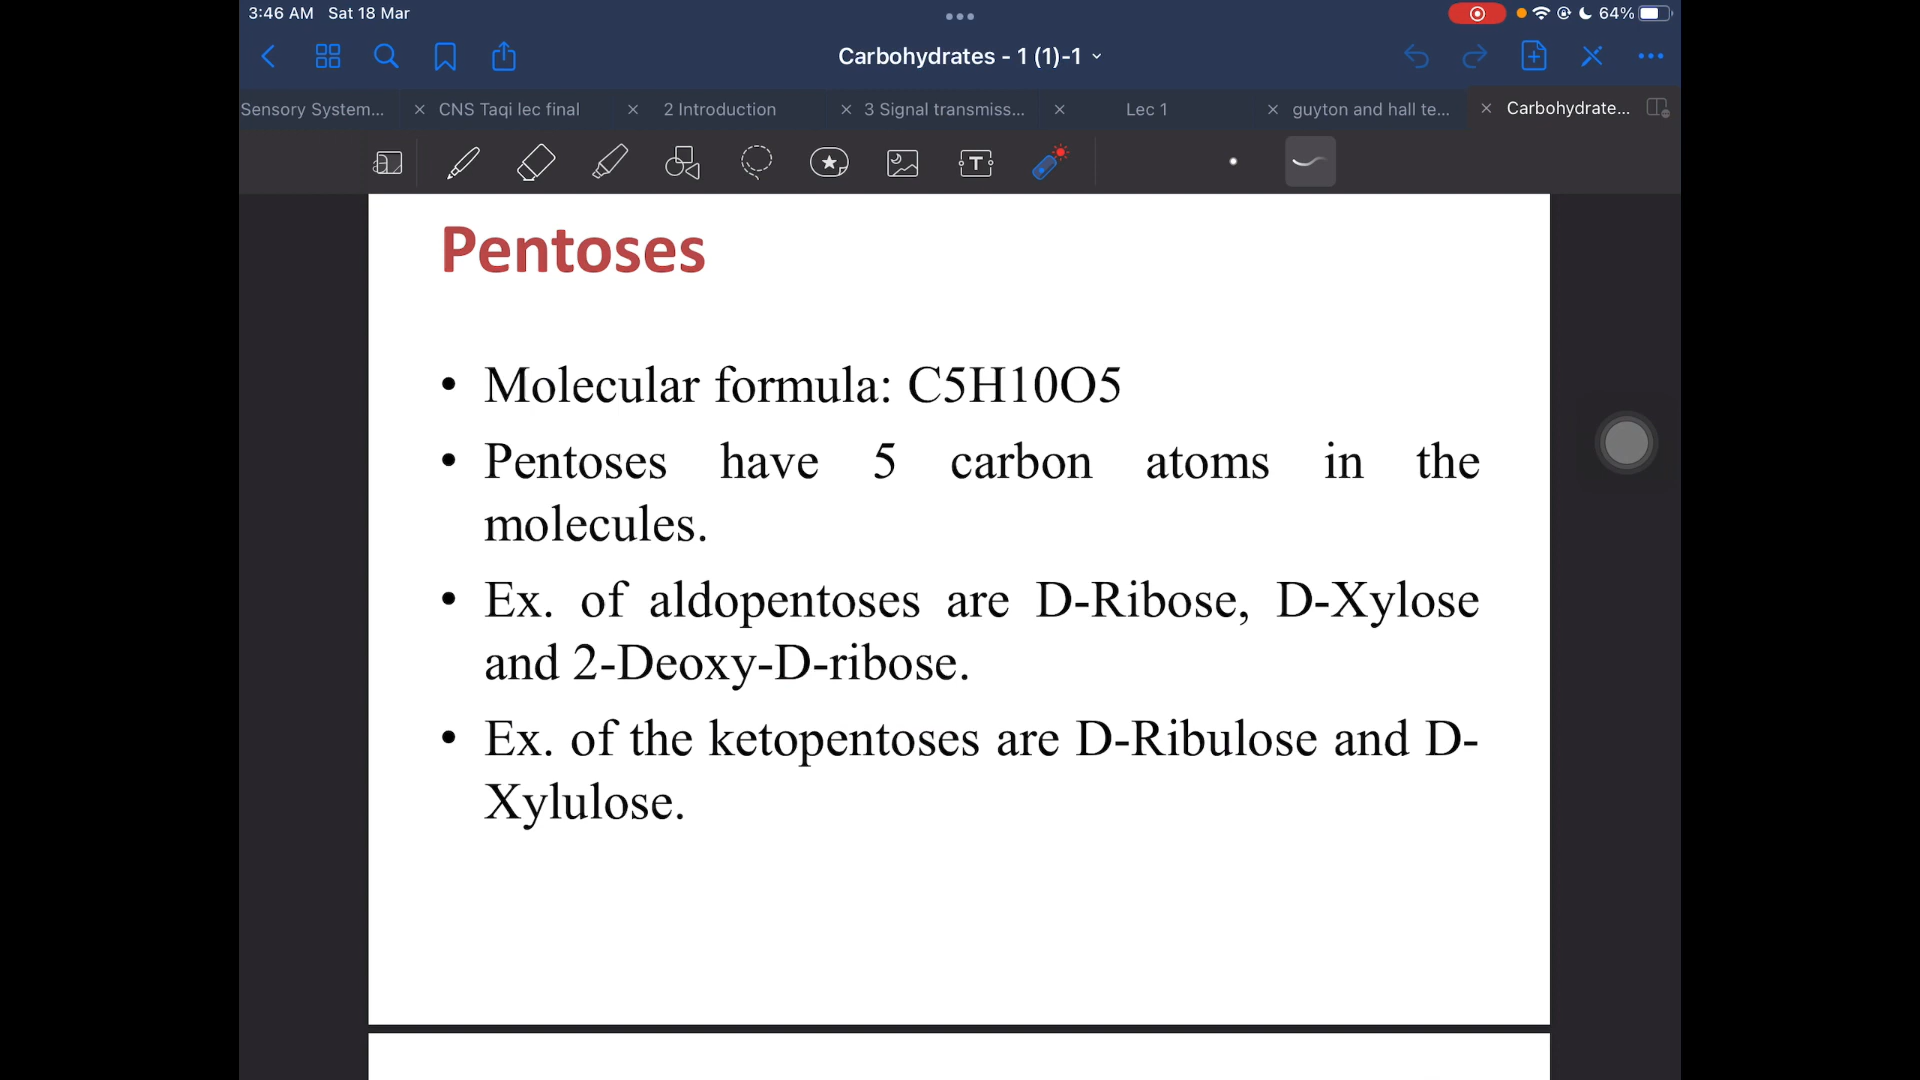 3:46 AM Sat 18 Mar
64%
Carbohydrates - 1 (1)-1
Sensory System...
CNS Taqi lec final
2 Introduction
3 Signal transmiss...
Lec 1
guyton and hall te...
Carbohydrate...
Pentoses
• Molecular formula: C5H10O5
• Pentoses have 5 carbon atoms in the
molecules.
• Ex. of aldopentoses are D-Ribose, D-Xylose
and 2-Deoxy-D-ribose.
• Ex. of the ketopentoses are D-Ribulose and D-
Xylulose.